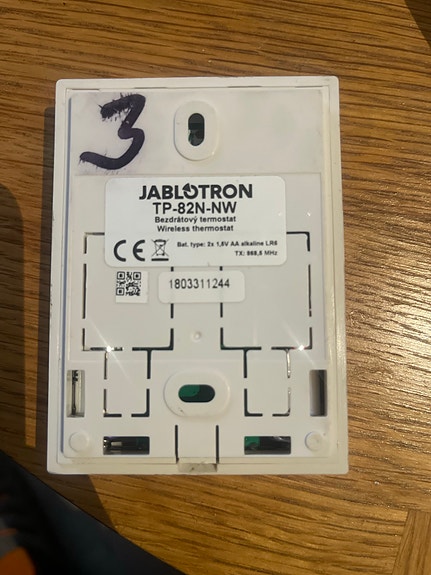 3
JABLOTRON
TP-82N-NW
Bezdrátový termostat
Wireless thermostat
CE
Bat. type: 2x 1,5V AA alkaline LR6
TX: 868,5 MHz
1803311244